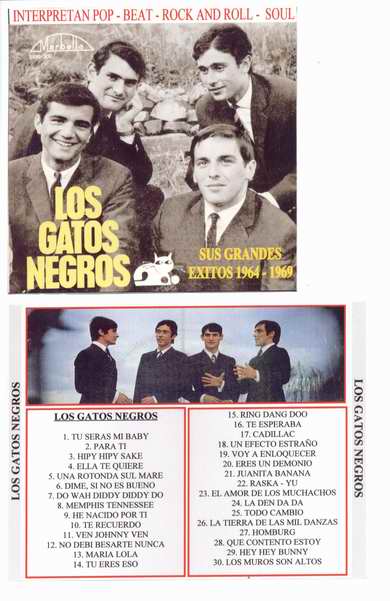 INTERPRETAN POP - BEAT - ROCK AND ROLL - SOUL
Marbella
LOS
GATOS
NEGROS
SUS GRANDES
EXITOS 1964 - 1969
LOS GATOS NEGROS
LOS GATOS NEGROS
1. TU SERAS MI BABY
2. PARA TI
3. HIPY HIPY SAKE
4. ELLA TE QUIERE
5. UNA ROTONDA SUL MARE
6. DIME, SI NO ES BUENO
7. DO WAH DIDDY DIDDY DO
8. MEMPHIS TENNESSEE
9. HE NACIDO POR TI
10. TE RECUERDO
11. VEN JOHNNY VEN
12. NO DEBI BESARTE NUNCA
13. MARIA LOLA
14. TU ERES ESO
15. RING DANG DOO
16. TE ESPERABA
17. CADILLAC
18. UN EFECTO ESTRAÑO
19. VOY A ENLOQUECER
20. ERES UN DEMONIO
21. JUANITA BANANA
22. RASKA - YU
23. EL AMOR DE LOS MUCHACHOS
24. LA DEN DA DA
25. TODO CAMBIO
26. LA TIERRA DE LAS MIL DANZAS
27. HOMBURG
28. QUE CONTENTO ESTOY
29. HEY HEY BUNNY
30. LOS MUROS SON ALTOS
LOS GATOS NEGROS